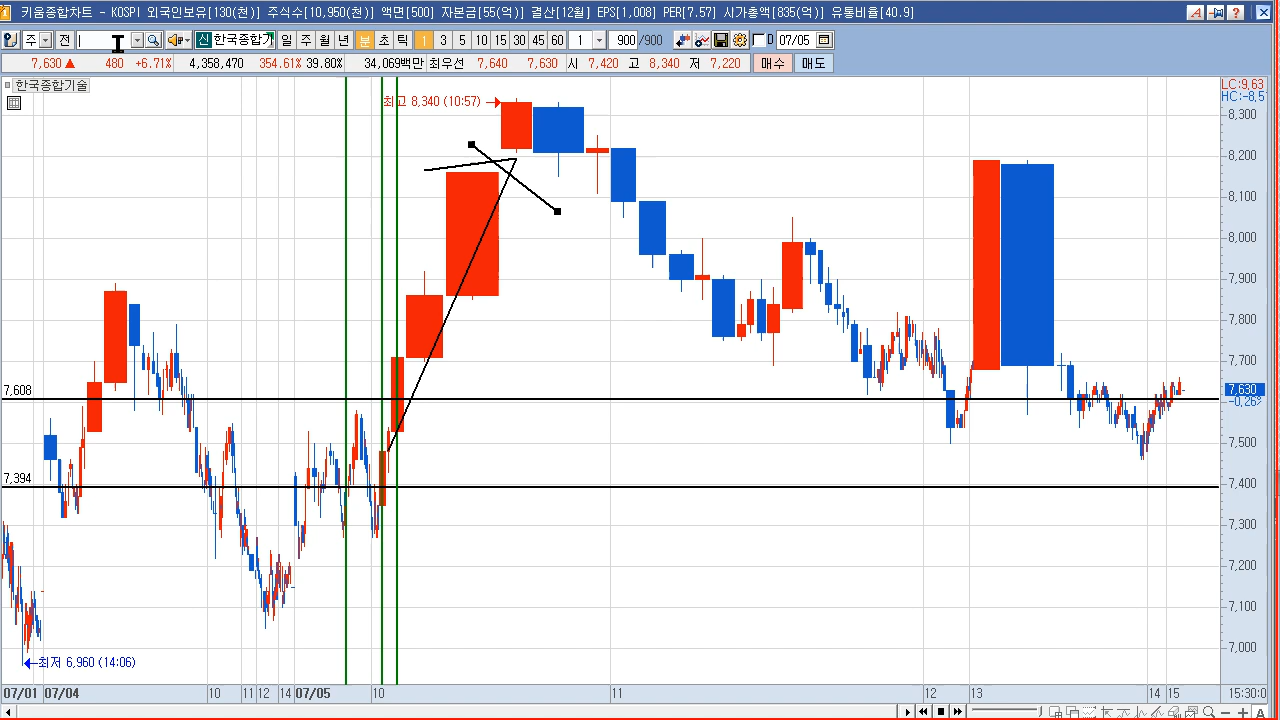 키움종합차트 - KOSPI 외국인보유[130(천)] 주식수[10,950(천)] 액면[500] 자본금[55(억)] 결산[12월] EPS[1,008] PER[7.57] 시가총액[835(억)] 유통비율[40.9]
주 전 신 한국종합기 일 주 월 년 분 초 틱 1 3 5 10 15 30 45 60 1 900 /900 D 07/05
7,630 ▲ 480 +6.71% 4,358,470 354.61% 39.80% 34,069백만 최우선 7,640 7,630 시 7,420 고 8,340 저 7,220 매수 매도
한국종합기술
LC:9,63
HC:-8,5
최고 8,340 (10:57)
8,300
8,200
8,100
8,000
7,900
7,800
7,700
7,608
7,630
7,500
7,394
7,400
7,300
7,200
7,100
7,000
최저 6,960 (14:06)
07/01 07/04 10 11 12 14 07/05 10 11 12 13 14 15 15:30:0
A